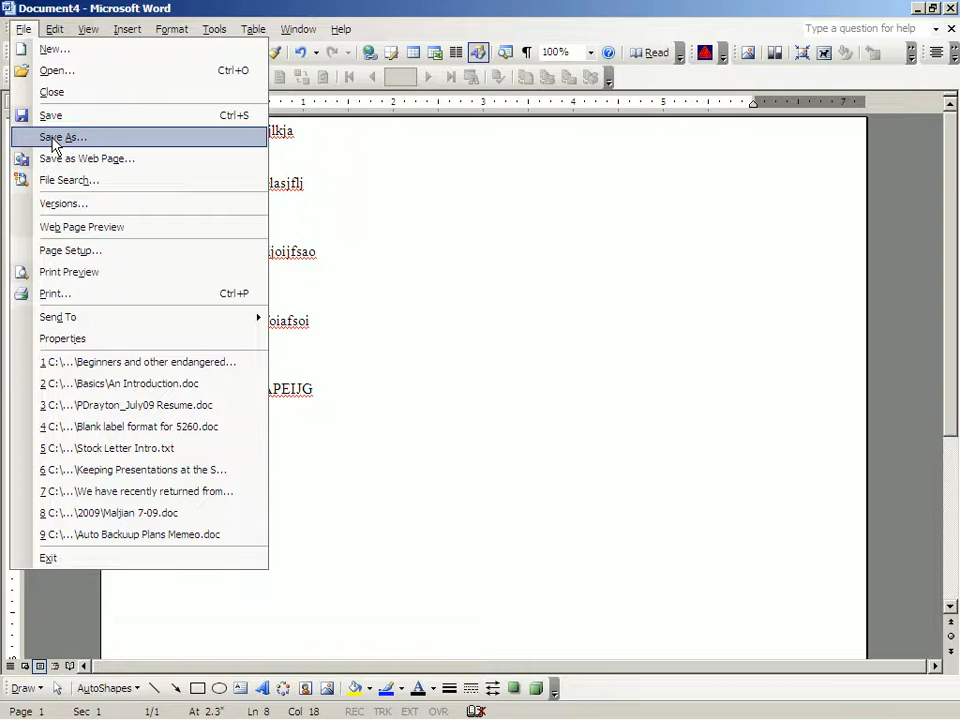 Document4 - Microsoft Word
File Edit View Insert Format Tools Table Window Help Type a question for help
New...
100% Read
Open... Ctrl+O
Close
3 4 5 7
Save Ctrl+S
jlkja
Save As...
Save as Web Page...
File Search...
lasjflj
Versions...
Web Page Preview
Page Setup...
ijoijfsao
Print Preview
Print... Ctrl+P
Send To
oiafsoi
Properties
1 C:\...\Beginners and other endangered...
2 C:\...\Basics\An Introduction.doc
APEIJG
3 C:\...\PDrayton_July09 Resume.doc
4 C:\...\Blank label format for 5260.doc
5 C:\...\Stock Letter Intro.txt
6 C:\...\Keeping Presentations at the S...
7 C:\...\We have recently returned from...
8 C:\...\2009\Maljian 7-09.doc
9 C:\...\Auto Backuup Plans Memeo.doc
Exit
Draw AutoShapes
Page 1 Sec 1 1/1 At 2.3" Ln 8 Col 18 REC TRK EXT OVR